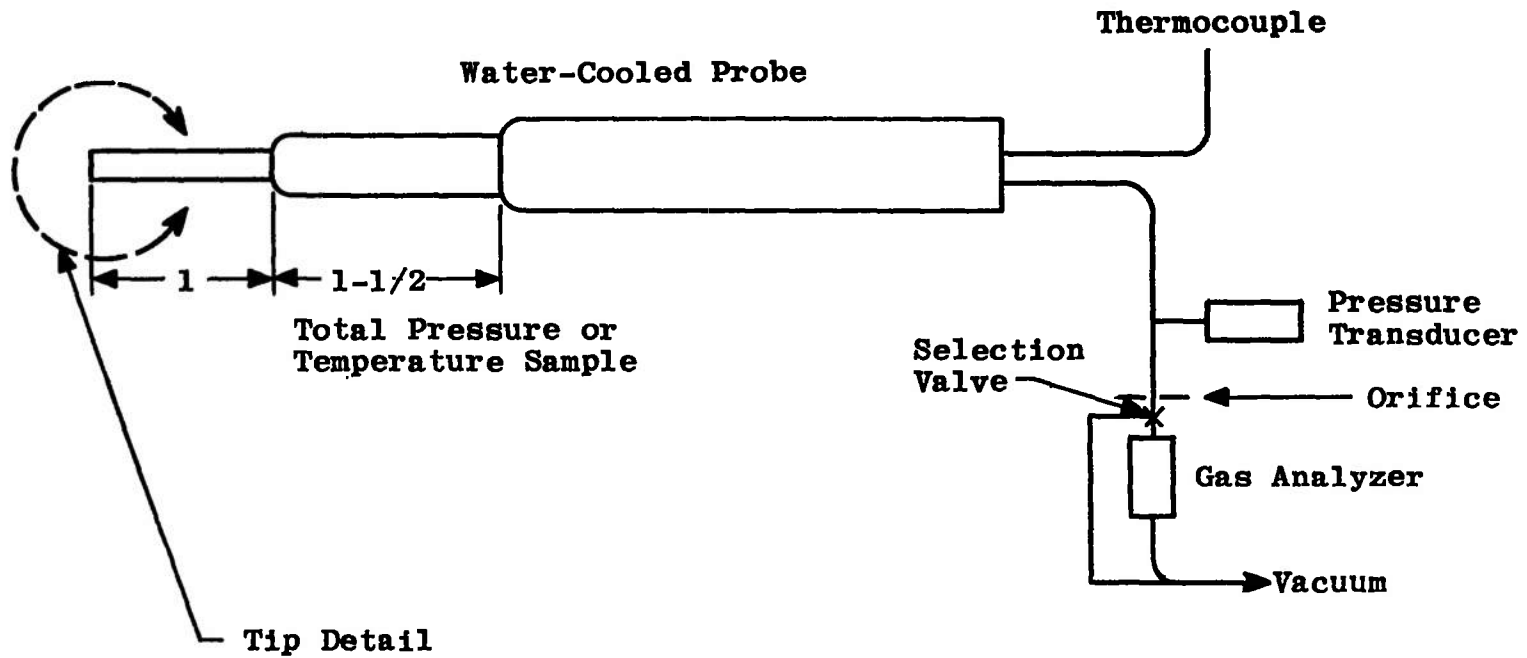 Thermocouple
Water-Cooled Probe
1
1-1/2
Total Pressure or
Temperature Sample
Pressure
Transducer
Selection
Valve
Orifice
Gas Analyzer
Vacuum
Tip Detail